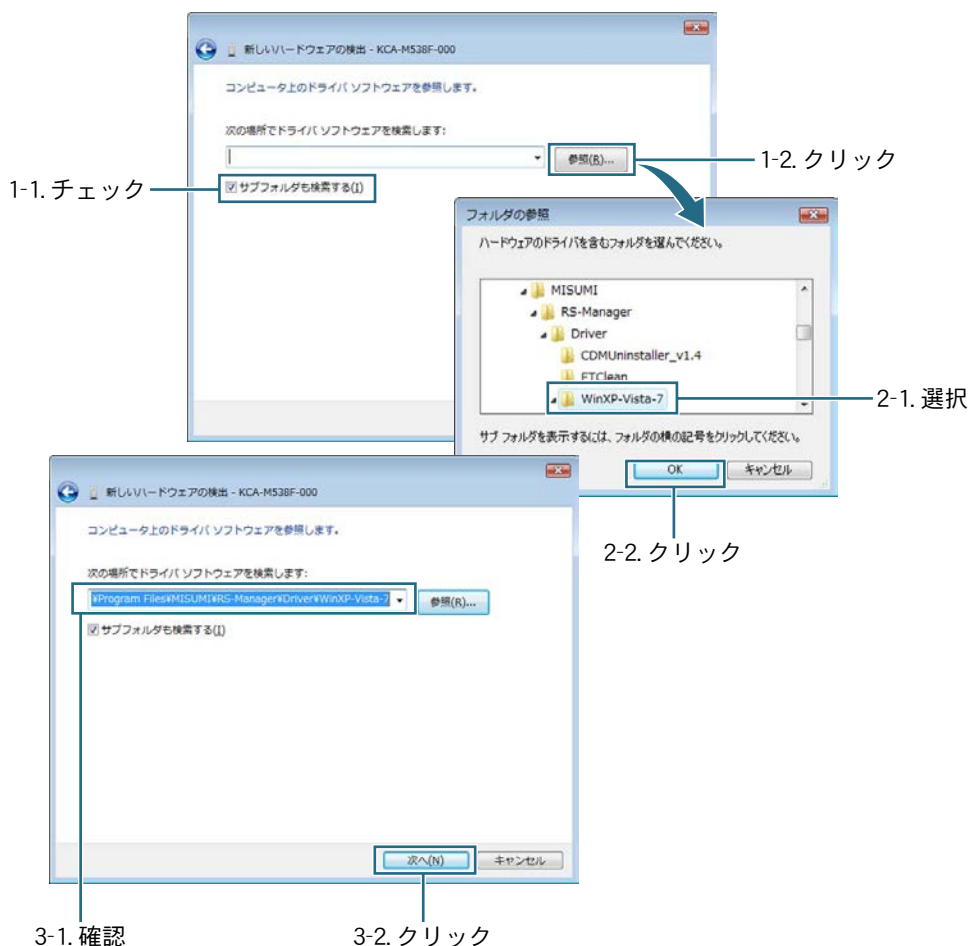 新しいハードウェアの検出 - KCA-M538F-000
コンピュータ上のドライバ ソフトウェアを参照します。
次の場所でドライバ ソフトウェアを検索します:
参照(R)...
1-2. クリック
1-1. チェック
サブフォルダも検索する(I)
フォルダの参照
ハードウェアのドライバを含むフォルダを選んでください。
MISUMI
RS-Manager
Driver
CDMUninstaller_v1.4
FTClean
WinXP-Vista-7
2-1. 選択
サブ フォルダを表示するには、フォルダの横の記号をクリックしてください。
OK
キャンセル
2-2. クリック
新しいハードウェアの検出 - KCA-M538F-000
コンピュータ上のドライバ ソフトウェアを参照します。
次の場所でドライバ ソフトウェアを検索します:
¥Program Files¥MISUMI¥RS-Manager¥Driver¥WinXP-Vista-7
参照(R)...
サブフォルダも検索する(I)
次へ(N)
キャンセル
3-1. 確認
3-2. クリック